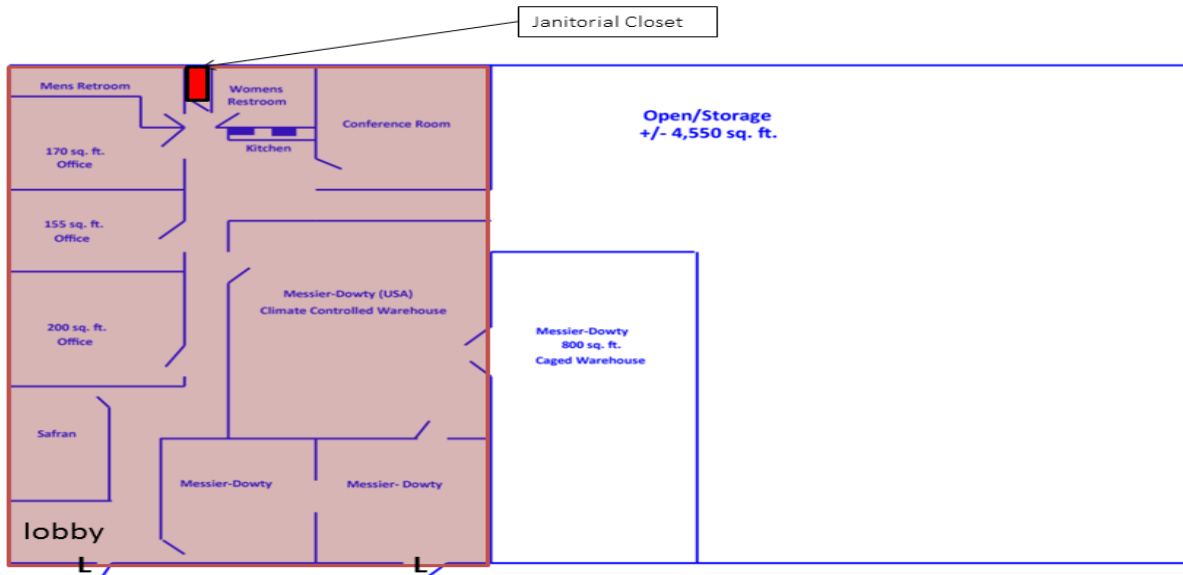 Janitorial Closet
Mens Retroom
Womens
Restroom
Conference Room
Open/Storage
+/- 4,550 sq. ft.
Kitchen
170 sq. ft.
Office
155 sq. ft.
Office
Messier-Dowty (USA)
Climate Controlled Warehouse
200 sq. ft.
Office
Messier-Dowty
800 sq. ft.
Caged Warehouse
Safran
Messier-Dowty
Messier- Dowty
lobby
L
L